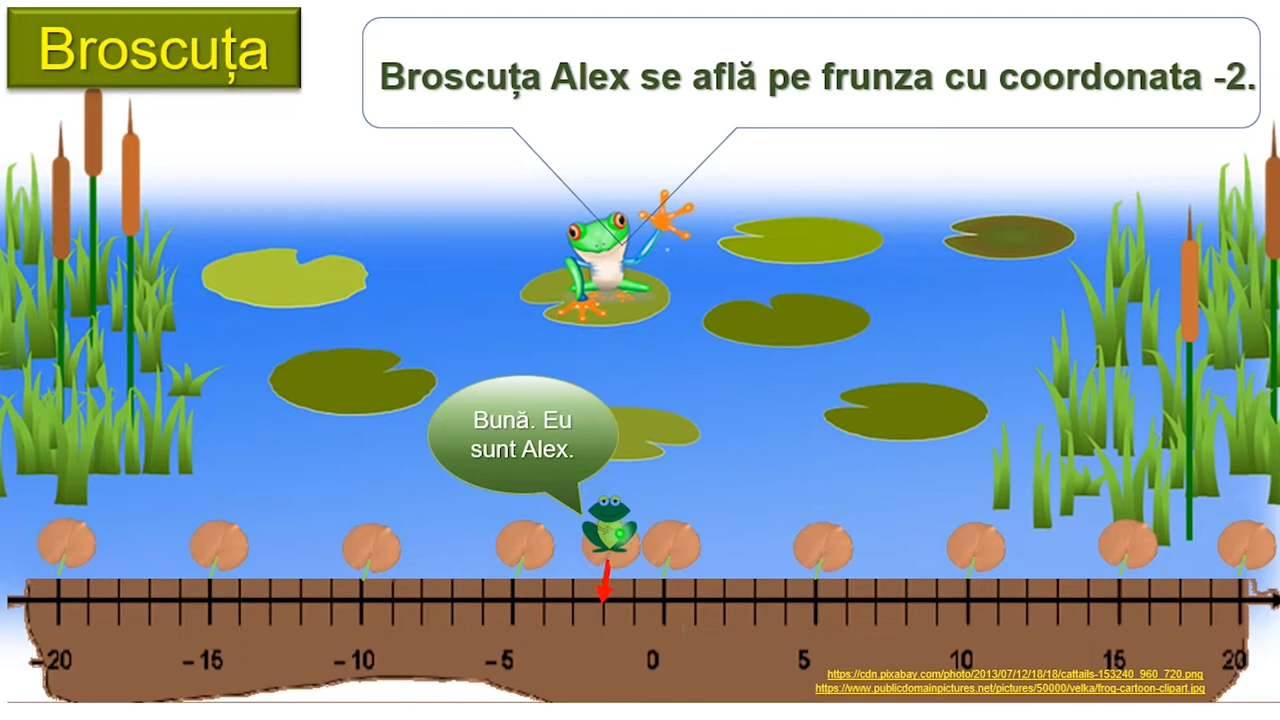 Broscuța
Broscuța Alex se află pe frunza cu coordonata -2.
Bună. Eu
sunt Alex.
–20 –15 –10 –5 0 5 10 15 20
https://cdn.pixabay.com/photo/2013/07/12/18/18/cattails-153240_960_720.png
https://www.publicdomainpictures.net/pictures/50000/velka/frog-cartoon-clipart.jpg